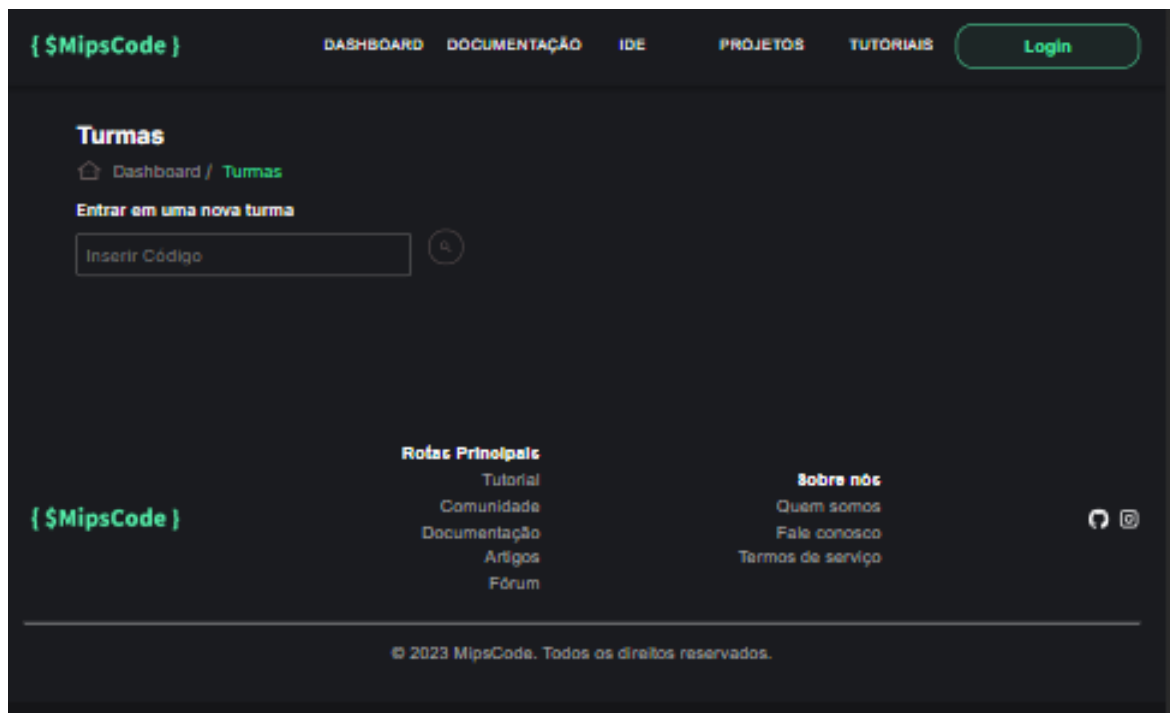 { $MipsCode }
DASHBOARD DOCUMENTAÇÃO IDE PROJETOS TUTORIAIS Login
Turmas
Dashboard / Turmas
Entrar em uma nova turma
Inserir Código
{ $MipsCode }
Rotas Principais
Tutorial
Comunidade
Documentação
Artigos
Fórum
Sobre nós
Quem somos
Fale conosco
Termos de serviço
© 2023 MipsCode. Todos os direitos reservados.